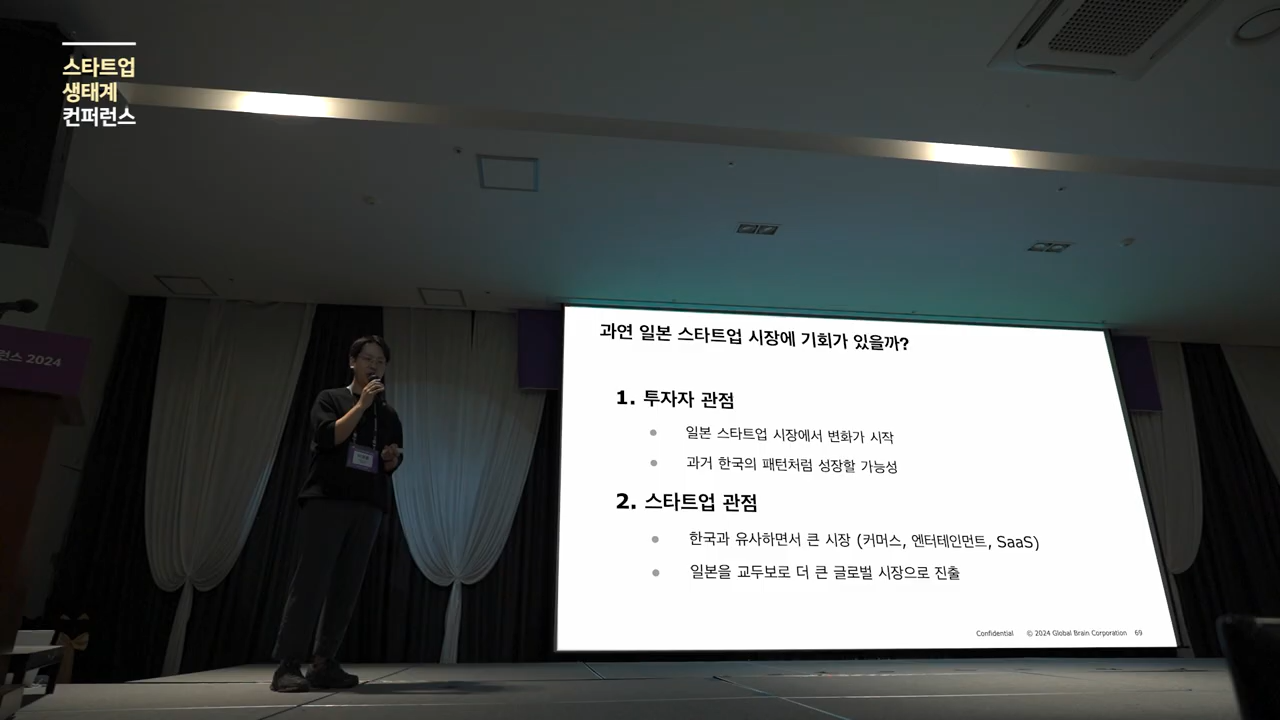 스타트업
생태계
컨퍼런스
런스 2024
과연 일본 스타트업 시장에 기회가 있을까?
1. 투자자 관점
일본 스타트업 시장에서 변화가 시작
과거 한국의 패턴처럼 성장할 가능성
2. 스타트업 관점
한국과 유사하면서 큰 시장 (커머스, 엔터테인먼트, SaaS)
일본을 교두보로 더 큰 글로벌 시장으로 진출
Confidential © 2024 Global Brain Corporation 69